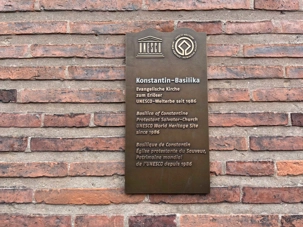 UNESCO
Konstantin-Basilika
Evangelische Kirche
zum Erlöser
UNESCO-Welterbe seit 1986
Basilica of Constantine
Protestant Saviour-Church
UNESCO World Heritage Site
since 1986
Basilique de Constantin
Église protestante du Sauveur,
Patrimoine mondial
de l'UNESCO depuis 1986